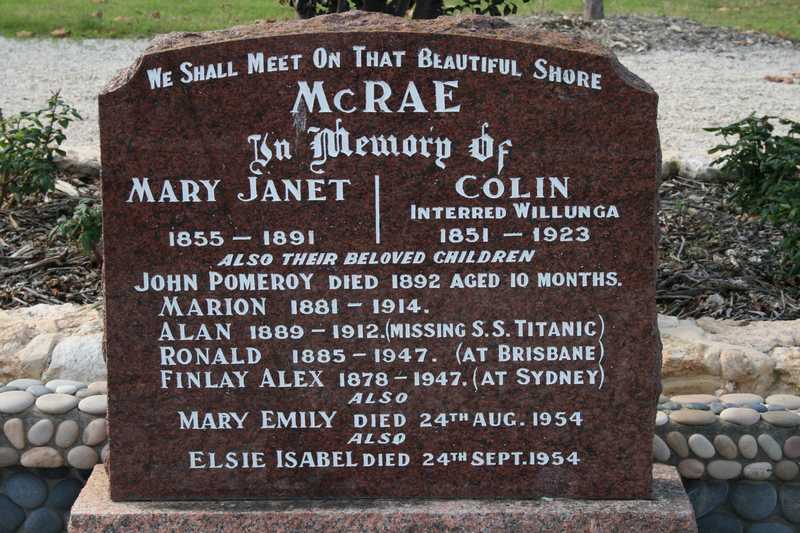 We Shall Meet On That Beautiful Shore
McRAE
In Memory Of
MARY JANET COLIN
INTERRED WILLUNGA
1855 – 1891 1851 – 1923
ALSO THEIR BELOVED CHILDREN
JOHN POMEROY DIED 1892 AGED 10 MONTHS.
MARION 1881 – 1914.
ALAN 1889 – 1912. (MISSING S.S. TITANIC)
RONALD 1885 – 1947. (AT BRISBANE)
FINLAY ALEX 1878 – 1947. (AT SYDNEY)
ALSO
MARY EMILY DIED 24TH AUG. 1954
ALSO
ELSIE ISABEL DIED 24TH SEPT. 1954